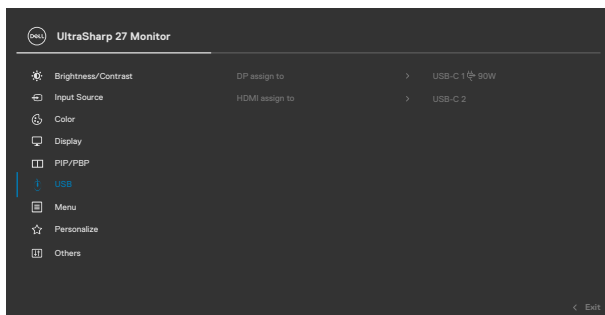 DELL UltraSharp 27 Monitor
Brightness/Contrast DP assign to > USB-C 1 90W
Input Source HDMI assign to > USB-C 2
Color
Display
PIP/PBP
USB
Menu
Personalize
Others
< Exit